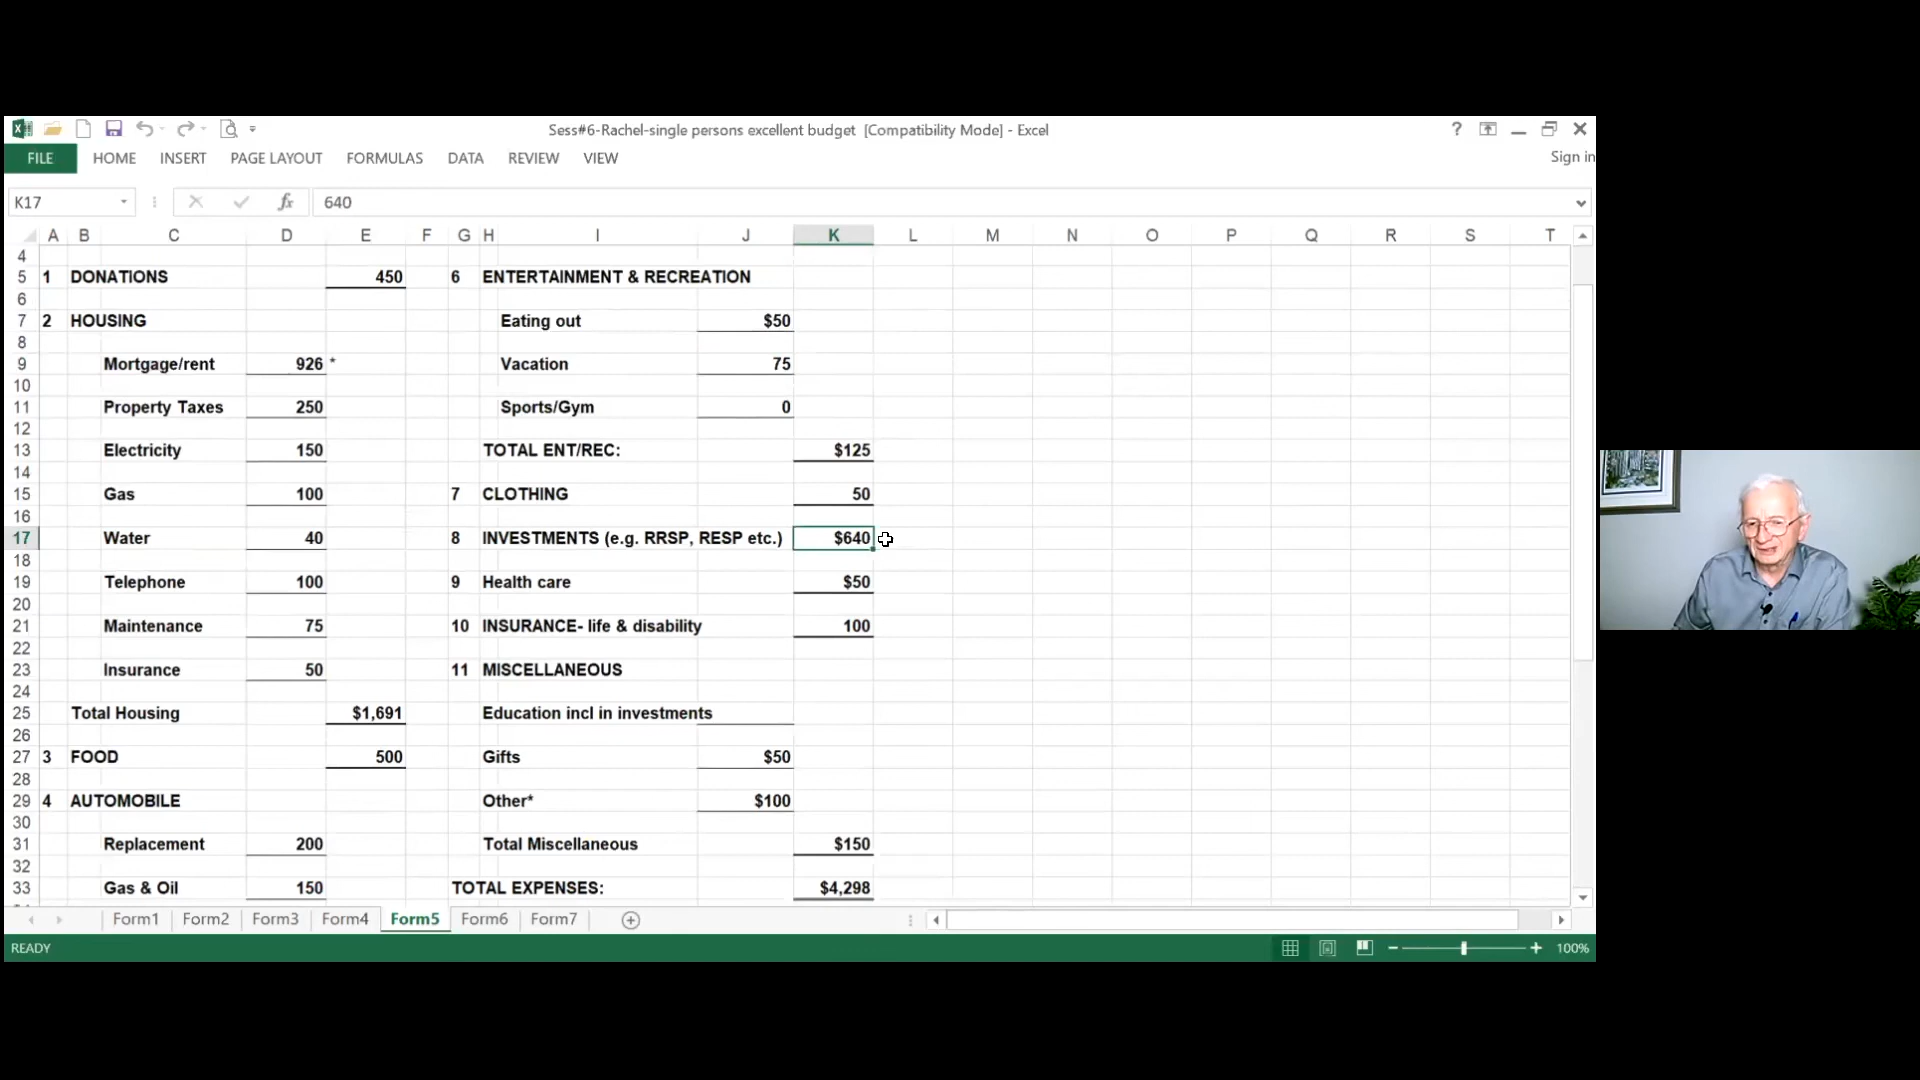 Sess#6-Rachel-single persons excellent budget [Compatibility Mode] - Excel
?
FILE HOME INSERT PAGE LAYOUT FORMULAS DATA REVIEW VIEW Sign in
K17 fx 640
A B C D E F G H I J K L M N O P Q R S T
4
5 1 DONATIONS 450 6 ENTERTAINMENT & RECREATION
6
7 2 HOUSING Eating out $50
8
9 Mortgage/rent 926 * Vacation 75
10
11 Property Taxes 250 Sports/Gym 0
12
13 Electricity 150 TOTAL ENT/REC: $125
14
15 Gas 100 7 CLOTHING 50
16
17 Water 40 8 INVESTMENTS (e.g. RRSP, RESP etc.) $640
18
19 Telephone 100 9 Health care $50
20
21 Maintenance 75 10 INSURANCE- life & disability 100
22
23 Insurance 50 11 MISCELLANEOUS
24
25 Total Housing $1,691 Education incl in investments
26
27 3 FOOD 500 Gifts $50
28
29 4 AUTOMOBILE Other* $100
30
31 Replacement 200 Total Miscellaneous $150
32
33 Gas & Oil 150 TOTAL EXPENSES: $4,298
Form1 Form2 Form3 Form4 Form5 Form6 Form7
READY 100%